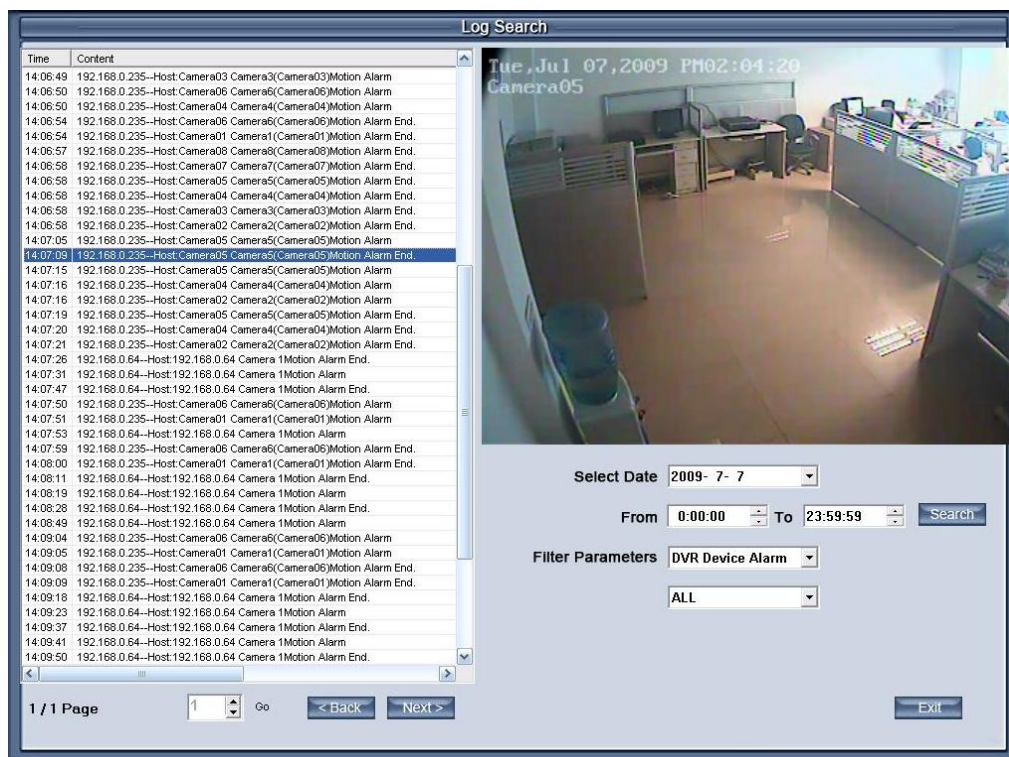 Log Search
Time Content
14:06:49 192.168.0.235--Host:Camera03 Camera3(Camera03)Motion Alarm
14:06:50 192.168.0.235--Host:Camera06 Camera6(Camera06)Motion Alarm
14:06:50 192.168.0.235--Host:Camera04 Camera4(Camera04)Motion Alarm
14:06:54 192.168.0.235--Host:Camera06 Camera6(Camera06)Motion Alarm End.
14:06:54 192.168.0.235--Host:Camera01 Camera1(Camera01)Motion Alarm End.
14:06:57 192.168.0.235--Host:Camera08 Camera8(Camera08)Motion Alarm End.
14:06:58 192.168.0.235--Host:Camera07 Camera7(Camera07)Motion Alarm End.
14:06:58 192.168.0.235--Host:Camera05 Camera5(Camera05)Motion Alarm End.
14:06:58 192.168.0.235--Host:Camera04 Camera4(Camera04)Motion Alarm End.
14:06:58 192.168.0.235--Host:Camera03 Camera3(Camera03)Motion Alarm End.
14:06:58 192.168.0.235--Host:Camera02 Camera2(Camera02)Motion Alarm End.
14:07:05 192.168.0.235--Host:Camera05 Camera5(Camera05)Motion Alarm
14:07:09 192.168.0.235--Host:Camera05 Camera5(Camera05)Motion Alarm End.
14:07:15 192.168.0.235--Host:Camera05 Camera5(Camera05)Motion Alarm
14:07:16 192.168.0.235--Host:Camera04 Camera4(Camera04)Motion Alarm
14:07:16 192.168.0.235--Host:Camera02 Camera2(Camera02)Motion Alarm
14:07:19 192.168.0.235--Host:Camera05 Camera5(Camera05)Motion Alarm End.
14:07:20 192.168.0.235--Host:Camera04 Camera4(Camera04)Motion Alarm End.
14:07:21 192.168.0.235--Host:Camera02 Camera2(Camera02)Motion Alarm End.
14:07:26 192.168.0.64--Host:192.168.0.64 Camera 1Motion Alarm End.
14:07:31 192.168.0.64--Host:192.168.0.64 Camera 1Motion Alarm
14:07:47 192.168.0.64--Host:192.168.0.64 Camera 1Motion Alarm End.
14:07:50 192.168.0.235--Host:Camera06 Camera6(Camera06)Motion Alarm
14:07:51 192.168.0.235--Host:Camera01 Camera1(Camera01)Motion Alarm
14:07:53 192.168.0.64--Host:192.168.0.64 Camera 1Motion Alarm
14:07:59 192.168.0.235--Host:Camera06 Camera6(Camera06)Motion Alarm End.
14:08:00 192.168.0.235--Host:Camera01 Camera1(Camera01)Motion Alarm End.
14:08:11 192.168.0.64--Host:192.168.0.64 Camera 1Motion Alarm End.
14:08:19 192.168.0.64--Host:192.168.0.64 Camera 1Motion Alarm
14:08:28 192.168.0.64--Host:192.168.0.64 Camera 1Motion Alarm End.
14:08:49 192.168.0.64--Host:192.168.0.64 Camera 1Motion Alarm
14:09:04 192.168.0.235--Host:Camera06 Camera6(Camera06)Motion Alarm
14:09:05 192.168.0.235--Host:Camera01 Camera1(Camera01)Motion Alarm
14:09:08 192.168.0.235--Host:Camera06 Camera6(Camera06)Motion Alarm End.
14:09:09 192.168.0.235--Host:Camera01 Camera1(Camera01)Motion Alarm End.
14:09:18 192.168.0.64--Host:192.168.0.64 Camera 1Motion Alarm End.
14:09:23 192.168.0.64--Host:192.168.0.64 Camera 1Motion Alarm
14:09:37 192.168.0.64--Host:192.168.0.64 Camera 1Motion Alarm End.
14:09:41 192.168.0.64--Host:192.168.0.64 Camera 1Motion Alarm
14:09:50 192.168.0.64--Host:192.168.0.64 Camera 1Motion Alarm End.
1 / 1 Page 1 Go < Back Next >
Tue,Jul 07,2009 PM02:04:20
Camera05
Select Date 2009- 7- 7
From 0:00:00 To 23:59:59 Search
Filter Parameters DVR Device Alarm
ALL
Exit